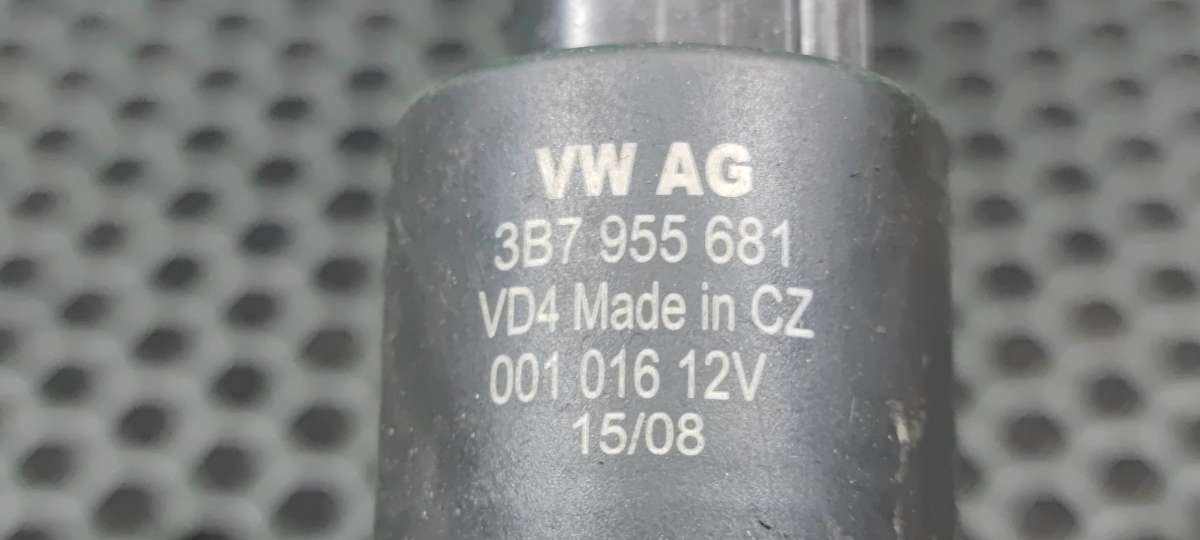 VW AG
3B7 955 681
VD4 Made in CZ
001 016 12V
15/08